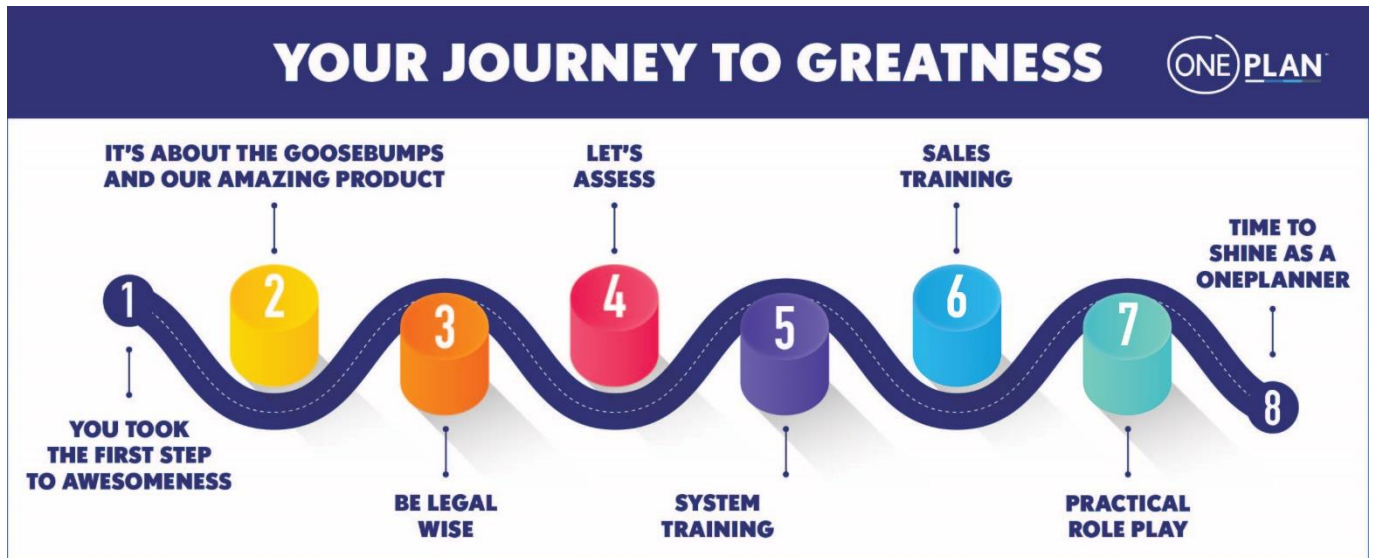 YOUR JOURNEY TO GREATNESS
ONE PLAN
1
YOU TOOK
THE FIRST STEP
TO AWESOMENESS
IT'S ABOUT THE GOOSEBUMPS
AND OUR AMAZING PRODUCT
2
3
BE LEGAL
WISE
LET'S
ASSESS
4
5
SYSTEM
TRAINING
SALES
TRAINING
6
7
PRACTICAL
ROLE PLAY
TIME TO
SHINE AS A
ONEPLANNER
8